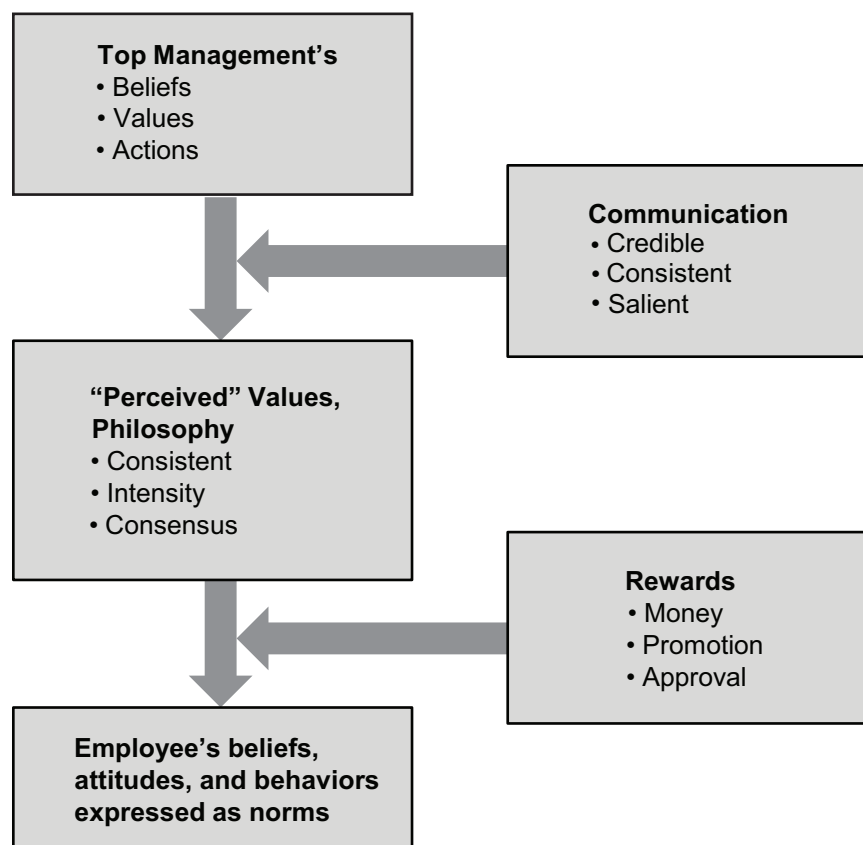 Top Management's
• Beliefs
• Values
• Actions
Communication
• Credible
• Consistent
• Salient
“Perceived” Values,
Philosophy
• Consistent
• Intensity
• Consensus
Rewards
• Money
• Promotion
• Approval
Employee's beliefs,
attitudes, and behaviors
expressed as norms